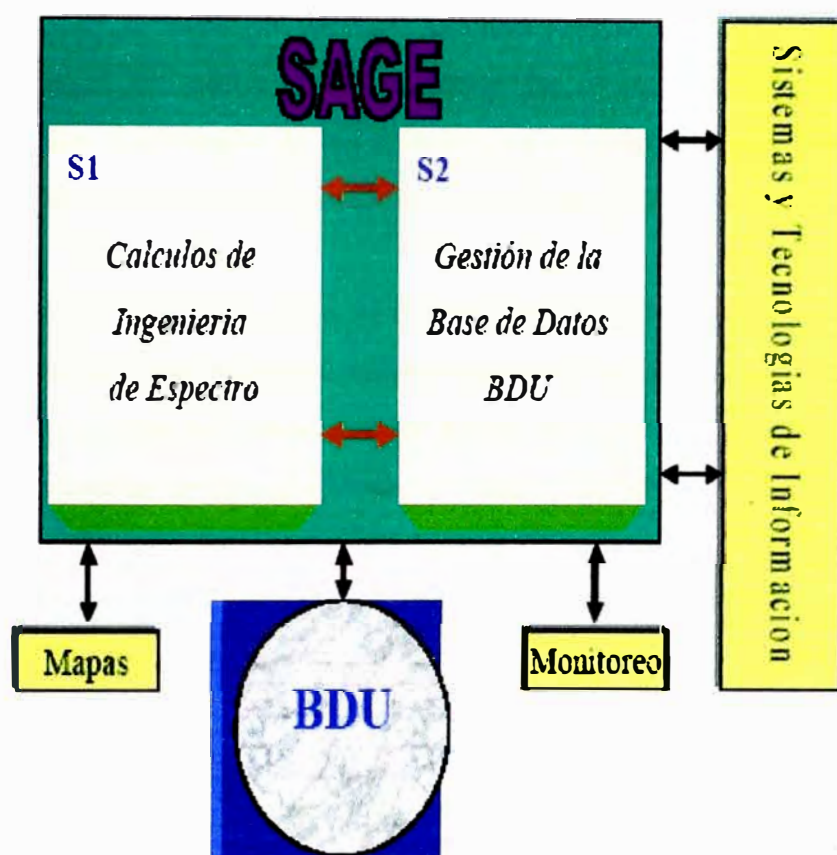 SAGE
S1
Calculos de
Ingenieria
de Espectro
S2
Gestión de la
Base de Datos
BDU
Sistemas y Tecnologias de Informacion
Mapas
BDU
Monitoreo